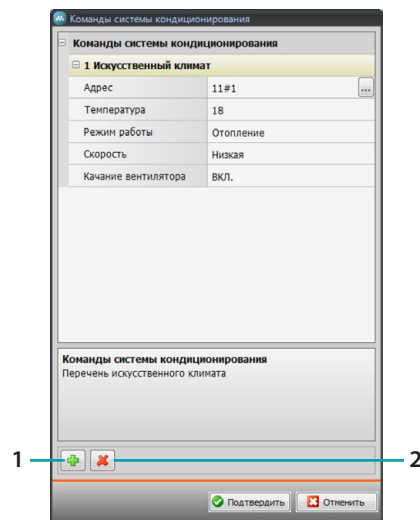 Команды системы кондиционирования
Команды системы кондиционирования
1 Искусственный климат
Адрес 11#1 ...
Температура 18
Режим работы Отопление
Скорость Низкая
Качание вентилятора ВКЛ.
Команды системы кондиционирования
Перечень искусственного климата
1 2
Подтвердить Отменить